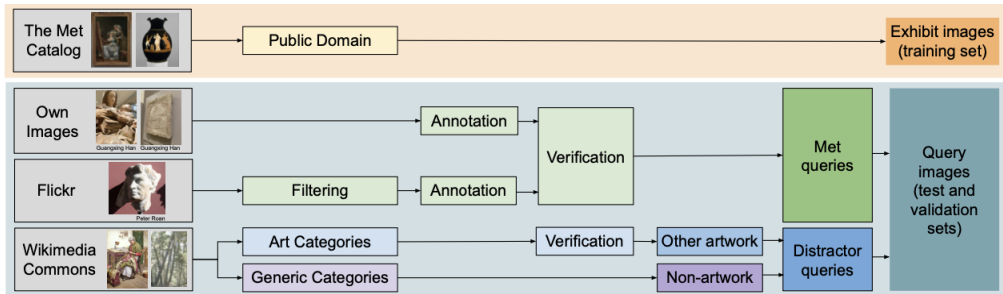 The Met
Catalog
Public Domain
Exhibit images
(training set)
Own
Images
Guangxing Han Guangxing Han
Annotation
Verification
Met
queries
Query
images
(test and
validation
sets)
Flickr
Peter Roan
Filtering
Annotation
Wikimedia
Commons
Art Categories
Verification
Other artwork
Distractor
queries
Generic Categories
Non-artwork